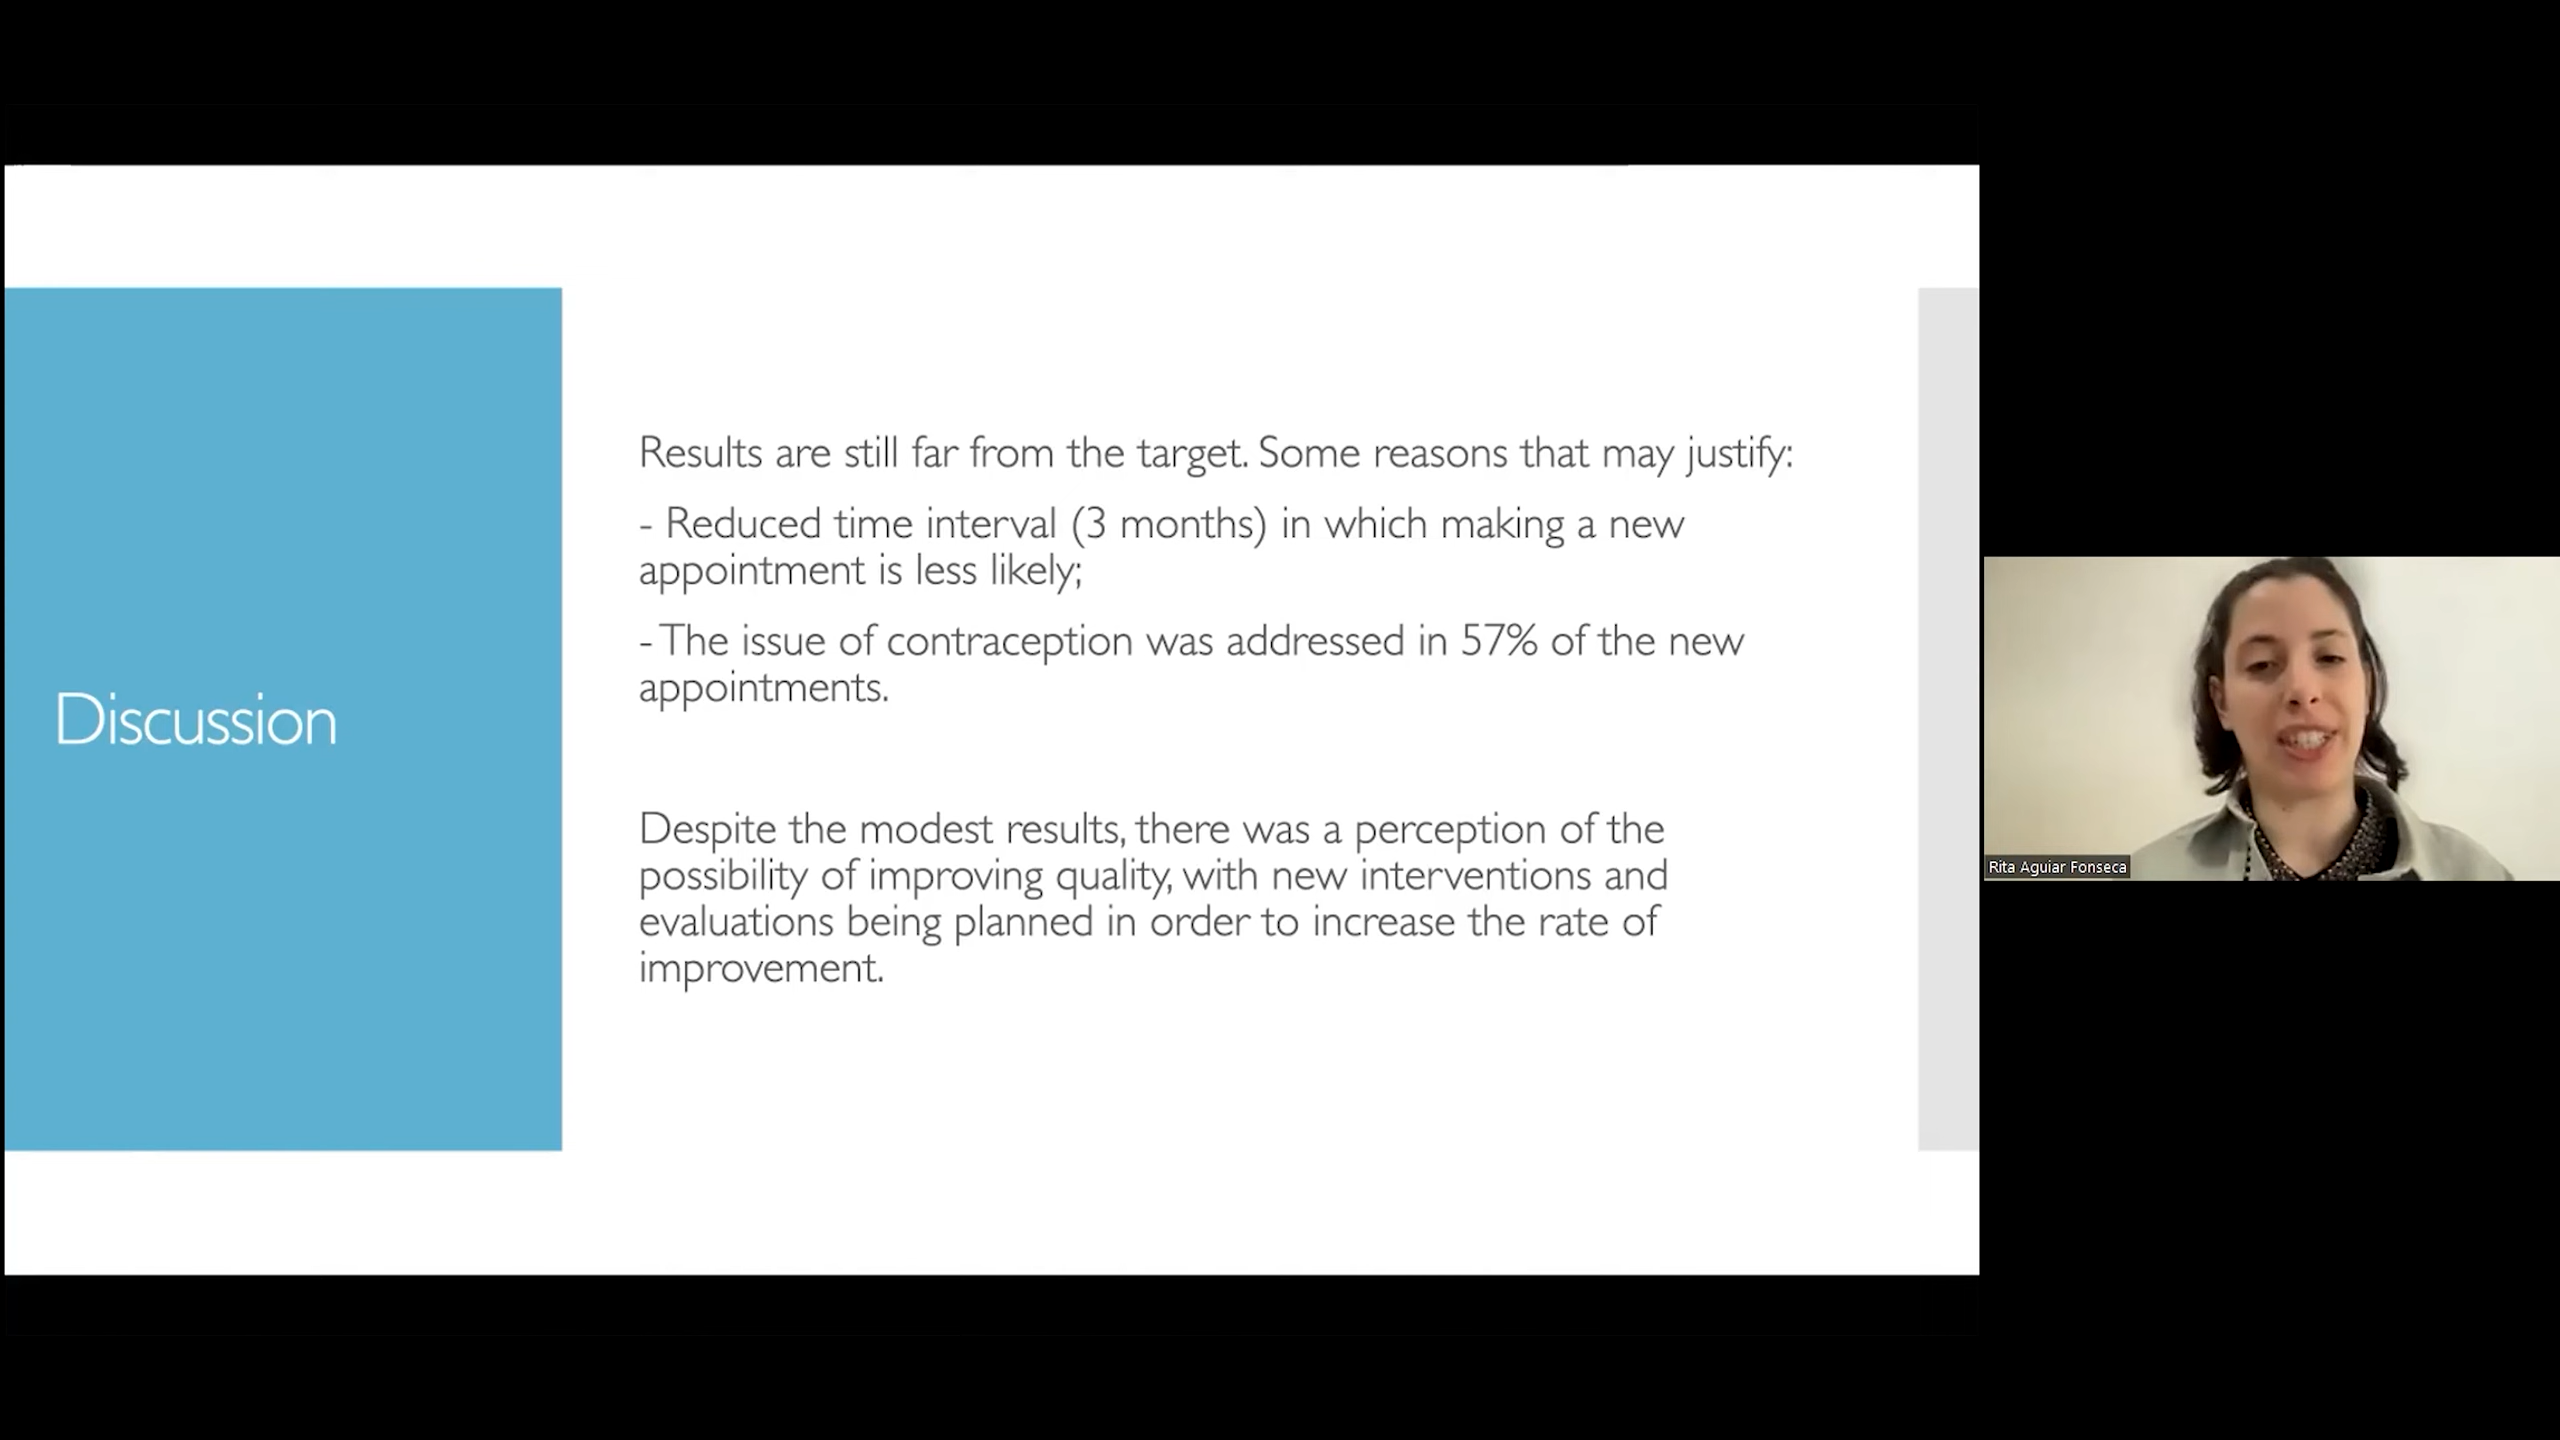 Discussion
Results are still far from the target. Some reasons that may justify:
- Reduced time interval (3 months) in which making a new
appointment is less likely;
- The issue of contraception was addressed in 57% of the new
appointments.
Despite the modest results, there was a perception of the
possibility of improving quality, with new interventions and
evaluations being planned in order to increase the rate of
improvement.
Rita Aguiar Fonseca